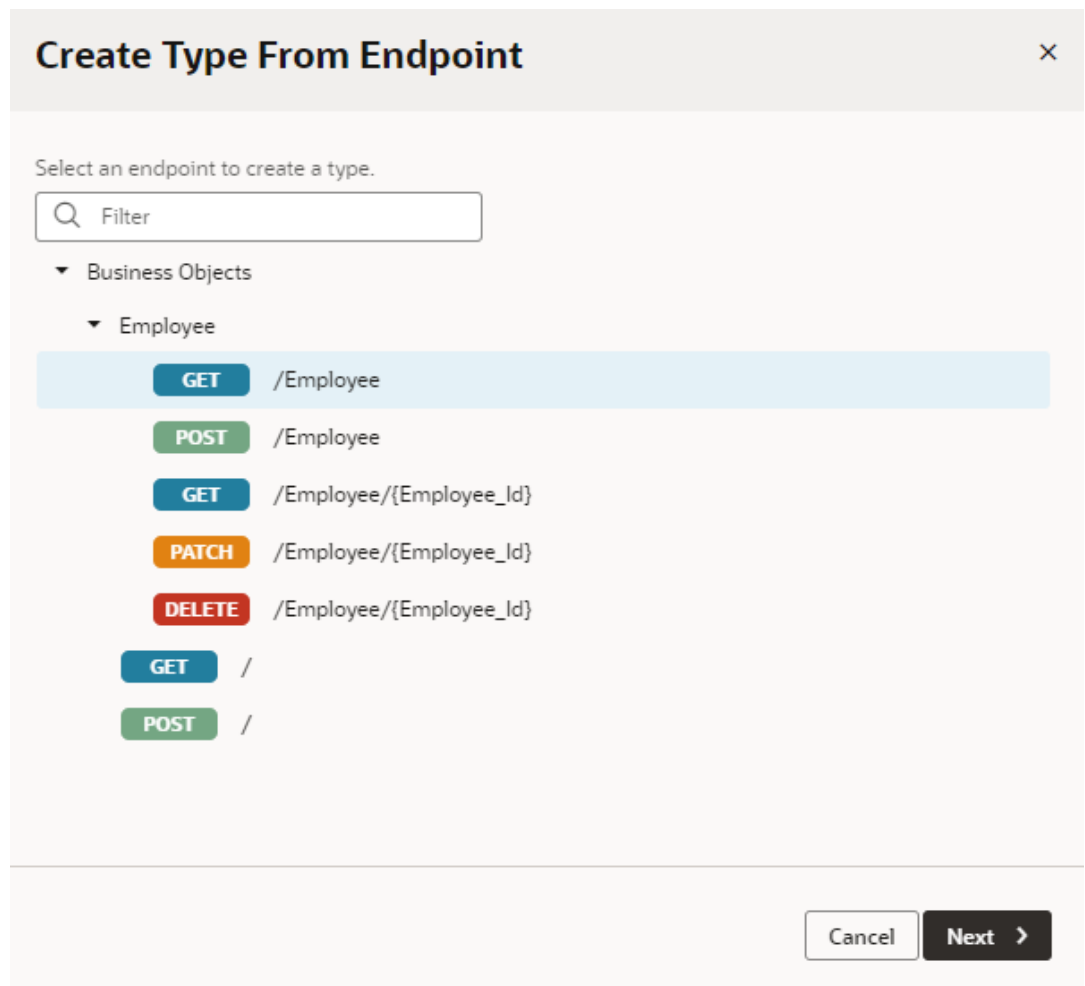 Create Type From Endpoint
Select an endpoint to create a type.
Filter
Business Objects
Employee
GET /Employee
POST /Employee
GET /Employee/{Employee_Id}
PATCH /Employee/{Employee_Id}
DELETE /Employee/{Employee_Id}
GET /
POST /
Cancel Next